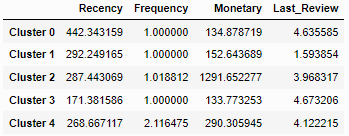 Recency Frequency Monetary Last_Review
Cluster 0 442.343159 1.000000 134.878719 4.635585
Cluster 1 292.249165 1.000000 152.643689 1.593854
Cluster 2 287.443069 1.018812 1291.652277 3.968317
Cluster 3 171.381586 1.000000 133.773253 4.673206
Cluster 4 268.667117 2.116475 290.305945 4.122215